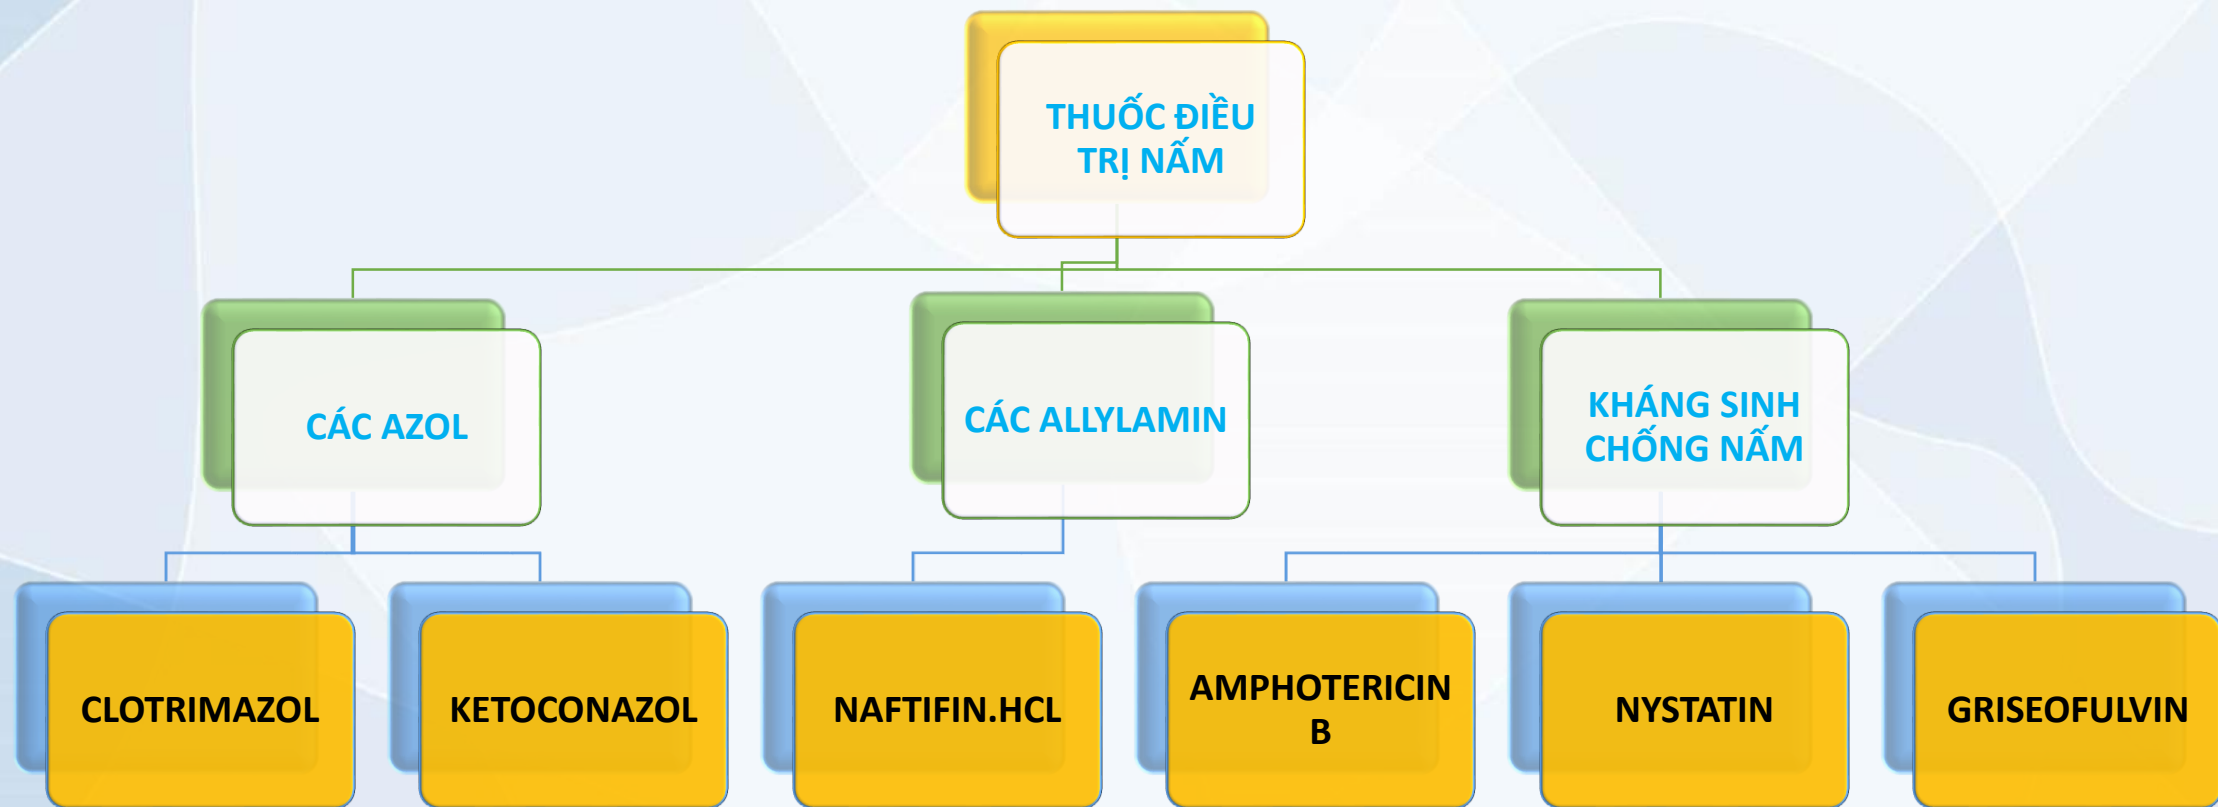 THUỐC ĐIỀU
TRỊ NẤM
CÁC AZOL
CÁC ALLYLAMIN
KHÁNG SINH
CHỐNG NẤM
CLOTRIMAZOL
KETOCONAZOL
NAFTIFIN.HCL
AMPHOTERICIN
B
NYSTATIN
GRISEOFULVIN